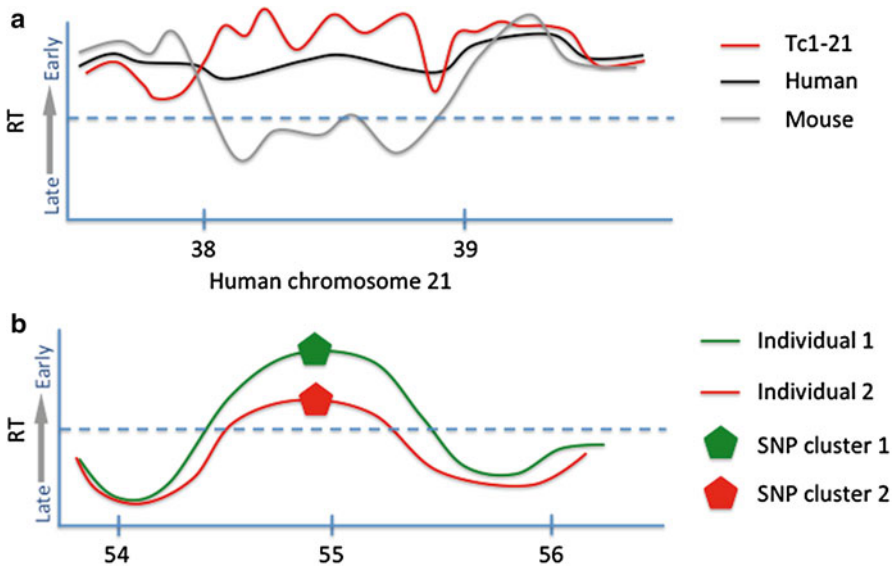 a
Early
RT
Late
38
39
Human chromosome 21
Tc1-21
Human
Mouse
b
Early
RT
Late
54
55
56
Individual 1
Individual 2
SNP cluster 1
SNP cluster 2